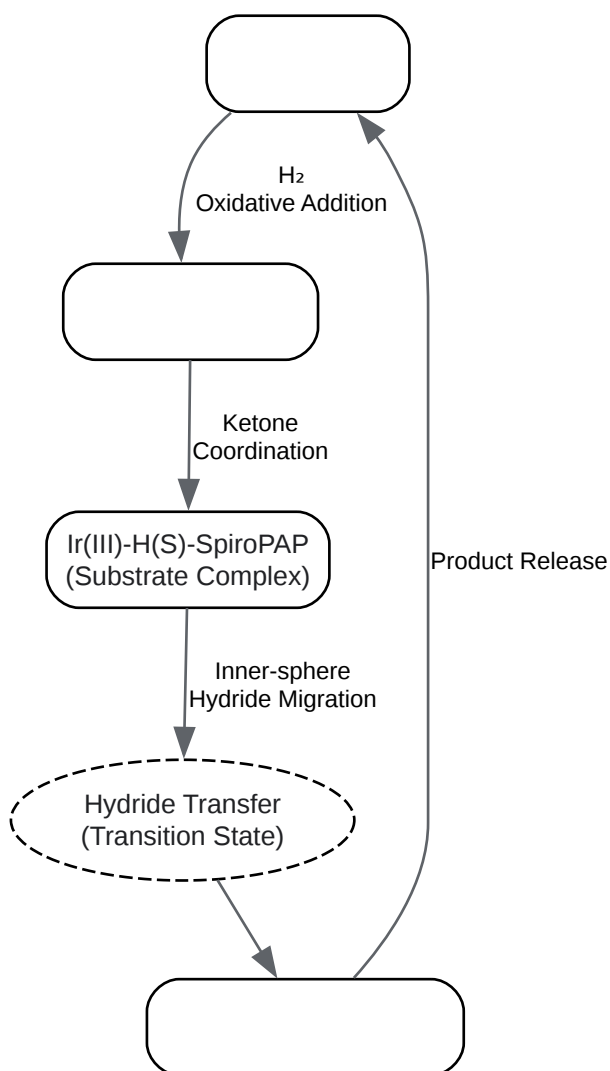 H₂
Oxidative Addition
Ketone
Coordination
Ir(III)-H(S)-SpiroPAP
(Substrate Complex)
Product Release
Inner-sphere
Hydride Migration
Hydride Transfer
(Transition State)